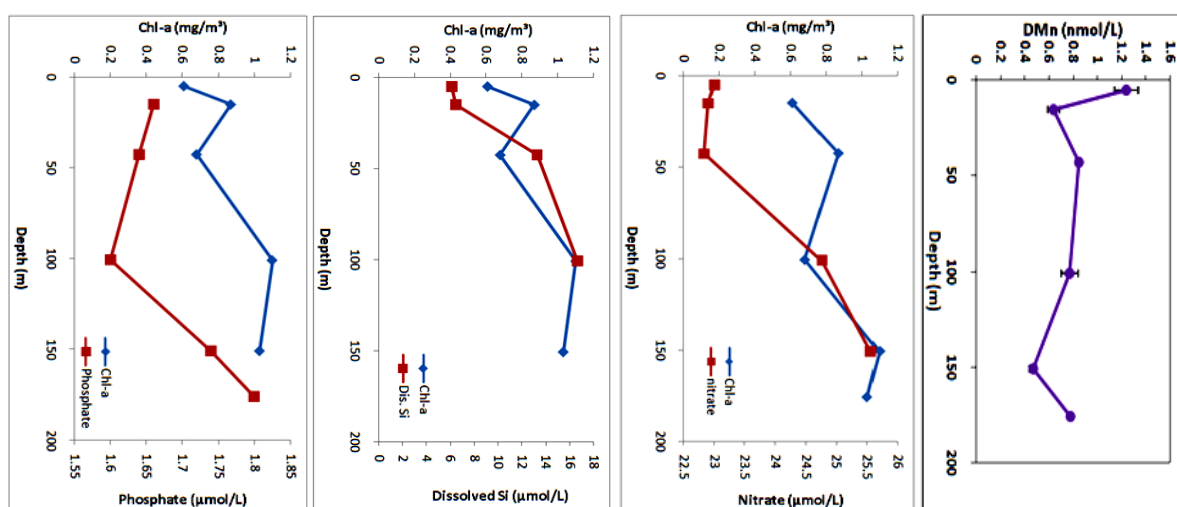 Chl-a (mg/m³)
0 0.2 0.4 0.6 0.8 1 1.2
0
50
100
150
200
Depth (m)
Chl-a
Phosphate
1.55 1.6 1.65 1.7 1.75 1.8 1.85
Phosphate (µmol/L)
Chl-a (mg/m³)
0 0.2 0.4 0.6 0.8 1 1.2
0
50
100
150
200
Depth (m)
Chl-a
Dis. Si
0 2 4 6 8 10 12 14 16 18
Dissolved Si (µmol/L)
Chl-a (mg/m³)
0 0.2 0.4 0.6 0.8 1 1.2
0
50
100
150
200
Depth (m)
Chl-a
nitrate
22.5 23 23.5 24 24.5 25 25.5 26
Nitrate (µmol/L)
DMn (nmol/L)
0 0.2 0.4 0.6 0.8 1 1.2 1.4 1.6
0
50
100
150
200
Depth (m)